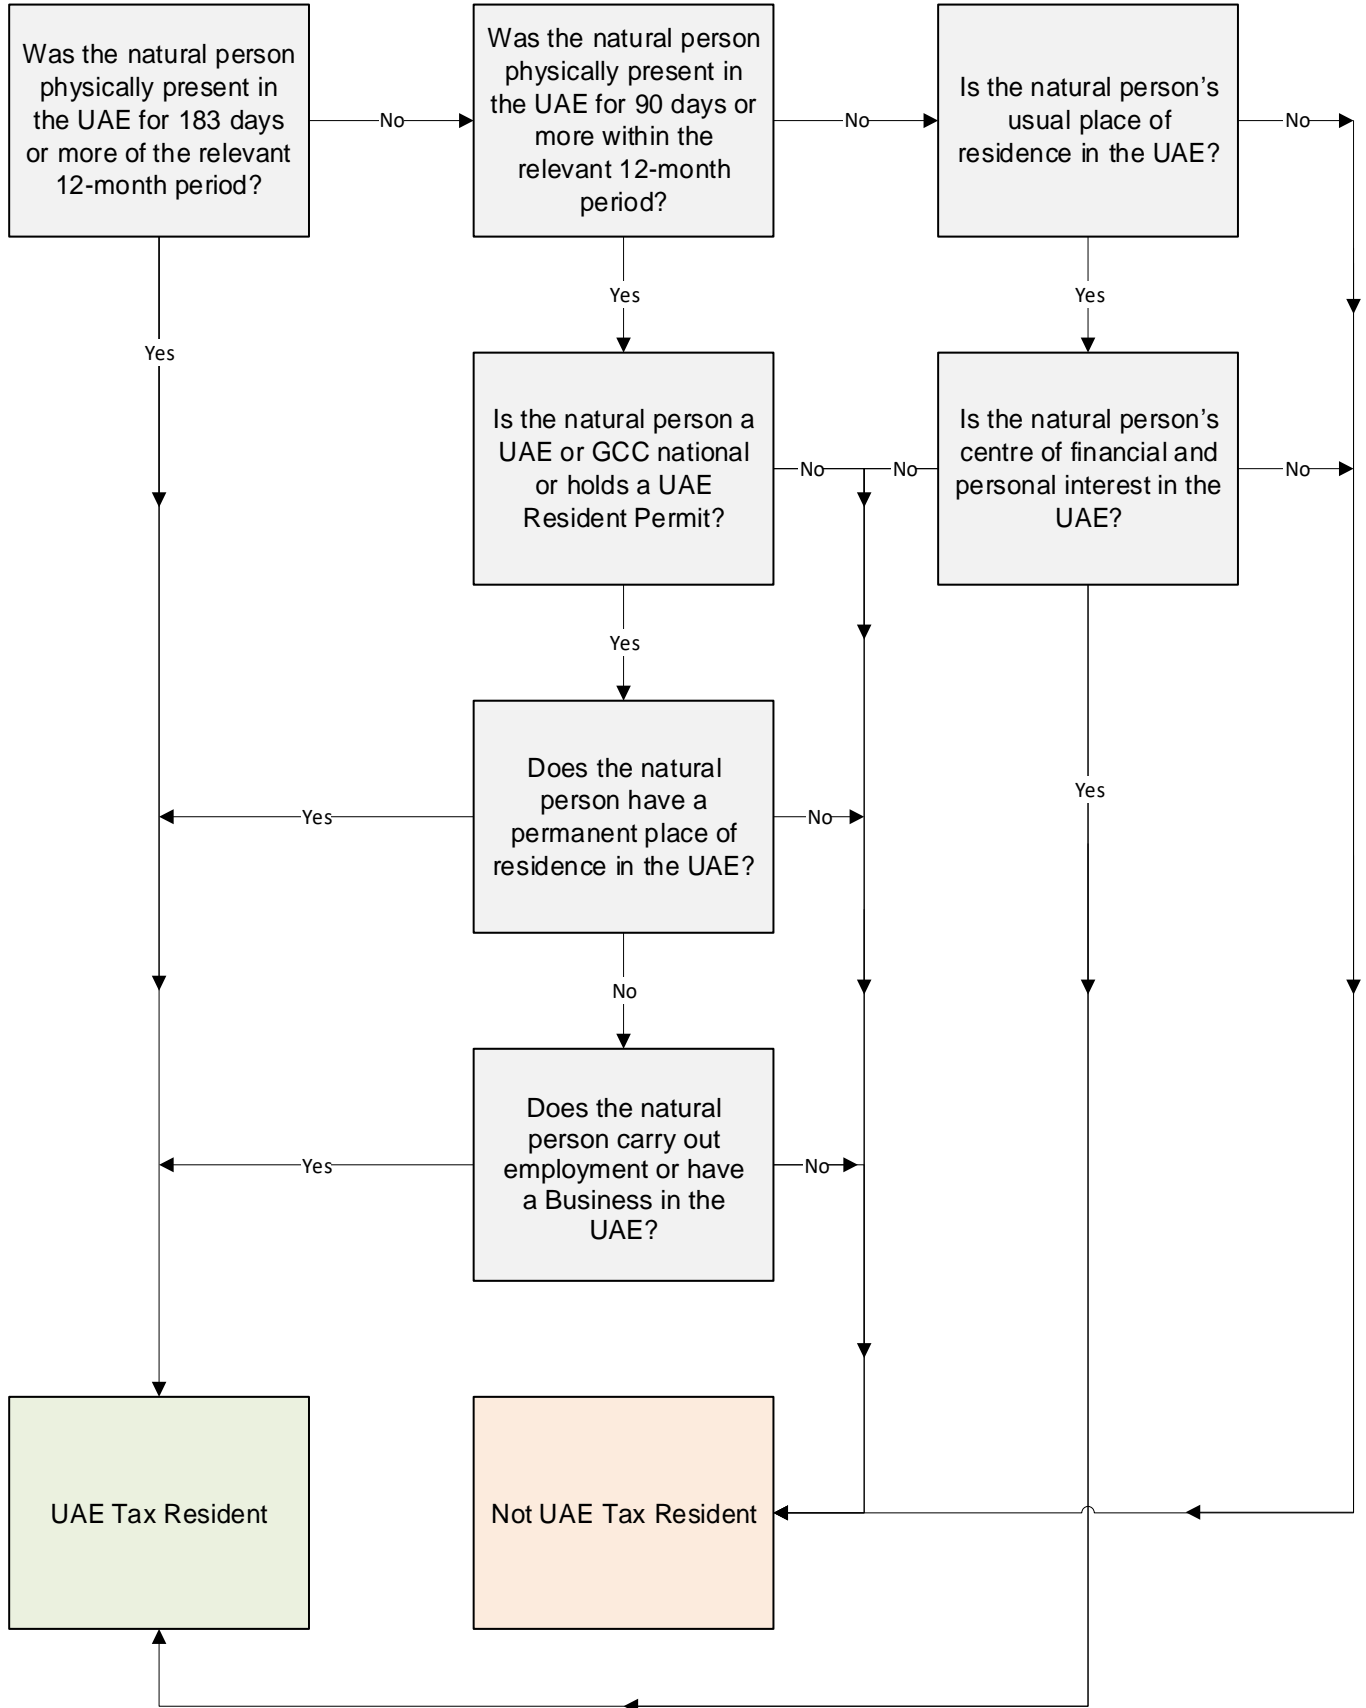 Was the natural person
physically present in
the UAE for 183 days
or more of the relevant
12-month period?
No
Was the natural person
physically present in
the UAE for 90 days or
more within the
relevant 12-month
period?
No
Is the natural person’s
usual place of
residence in the UAE?
No
Yes
Yes
Yes
Is the natural person a
UAE or GCC national
or holds a UAE
Resident Permit?
No
No
Is the natural person’s
centre of financial and
personal interest in the
UAE?
No
Yes
Yes
Does the natural
person have a
permanent place of
residence in the UAE?
Yes
No
No
Does the natural
person carry out
employment or have
a Business in the
UAE?
Yes
No
UAE Tax Resident
Not UAE Tax Resident